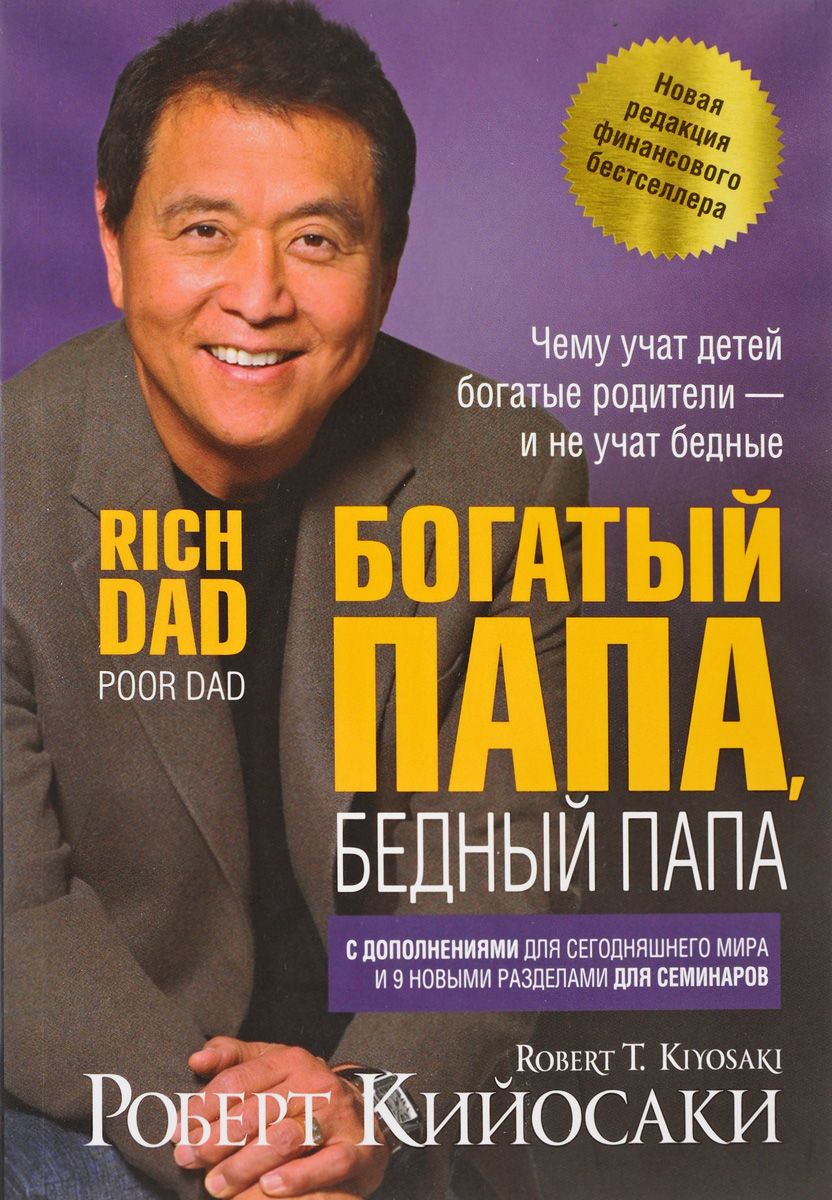 Новая
редакция
финансового
бестселлера
Чему учат детей
богатые родители —
и не учат бедные
RICH
DAD
POOR DAD
БОГАТЫЙ
ПАПА,
БЕДНЫЙ ПАПА
С ДОПОЛНЕНИЯМИ ДЛЯ СЕГОДНЯШНЕГО МИРА
И 9 НОВЫМИ РАЗДЕЛАМИ ДЛЯ СЕМИНАРОВ
ROBERT T. KIYOSAKI
РОБЕРТ КИЙОСАКИ